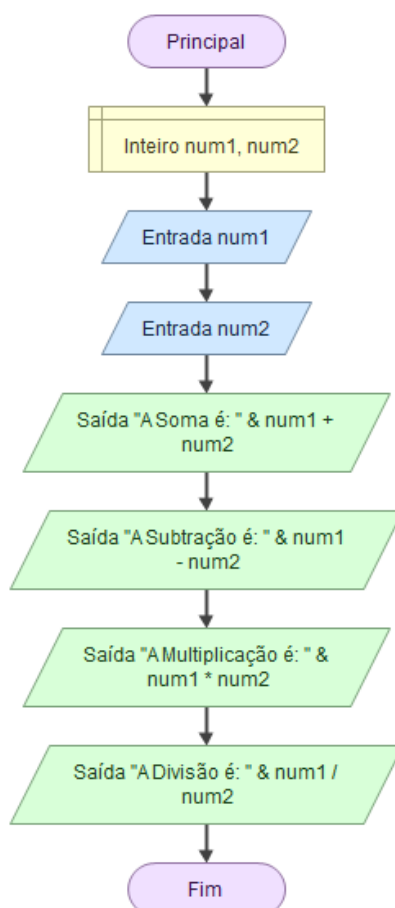 Principal
Inteiro num1, num2
Entrada num1
Entrada num2
Saída "A Soma é: " & num1 +
num2
Saída "A Subtração é: " & num1
- num2
Saída "A Multiplicação é: " &
num1 * num2
Saída "A Divisão é: " & num1 /
num2
Fim